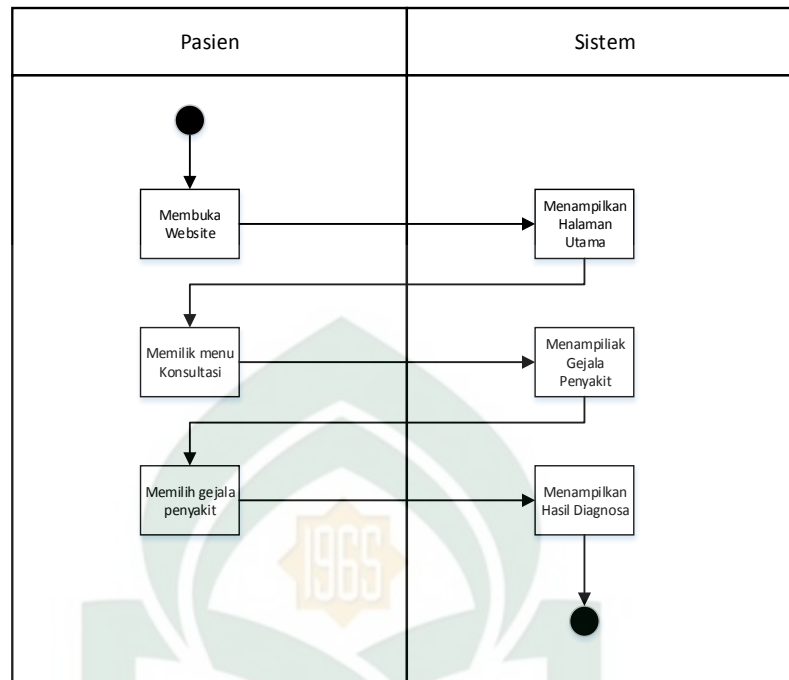 Pasien
Sistem
Membuka
Website
Menampilkan
Halaman
Utama
Memilik menu
Konsultasi
Menampiliak
Gejala
Penyakit
Memilih gejala
penyakit
Menampilkan
Hasil Diagnosa
1965